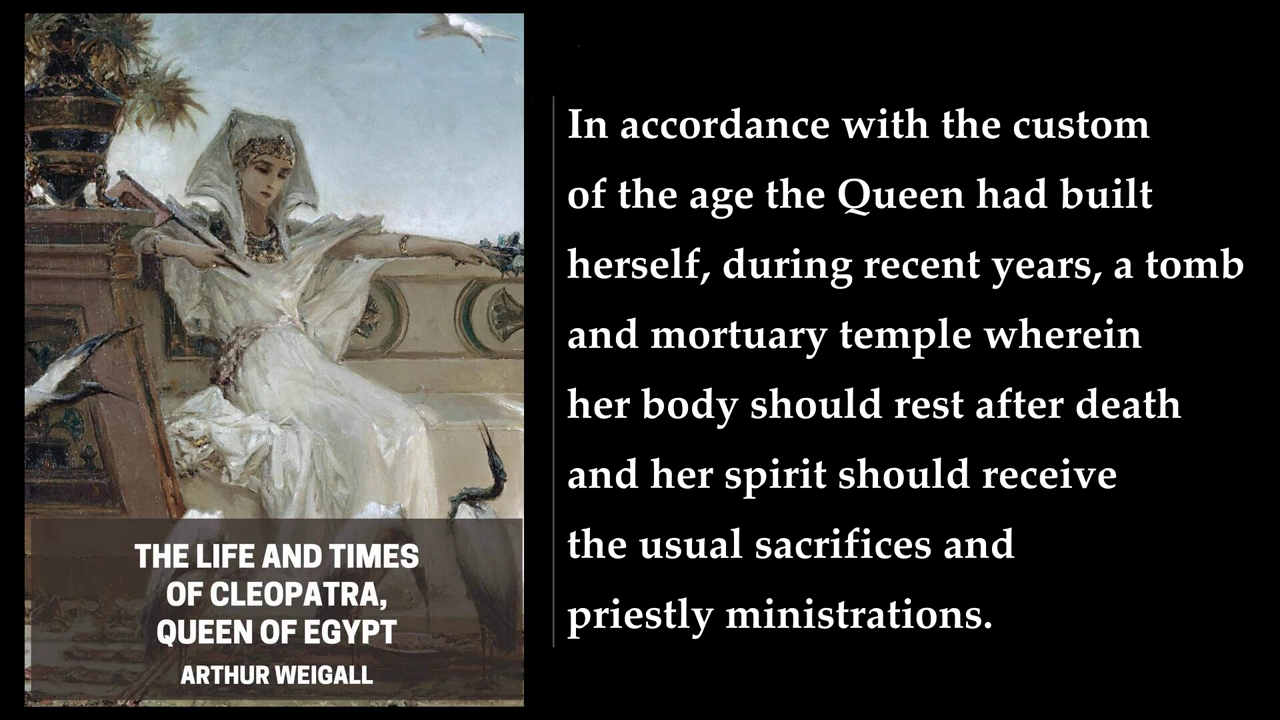 THE LIFE AND TIMES
OF CLEOPATRA,
QUEEN OF EGYPT
ARTHUR WEIGALL
In accordance with the custom
of the age the Queen had built
herself, during recent years, a tomb
and mortuary temple wherein
her body should rest after death
and her spirit should receive
the usual sacrifices and
priestly ministrations.